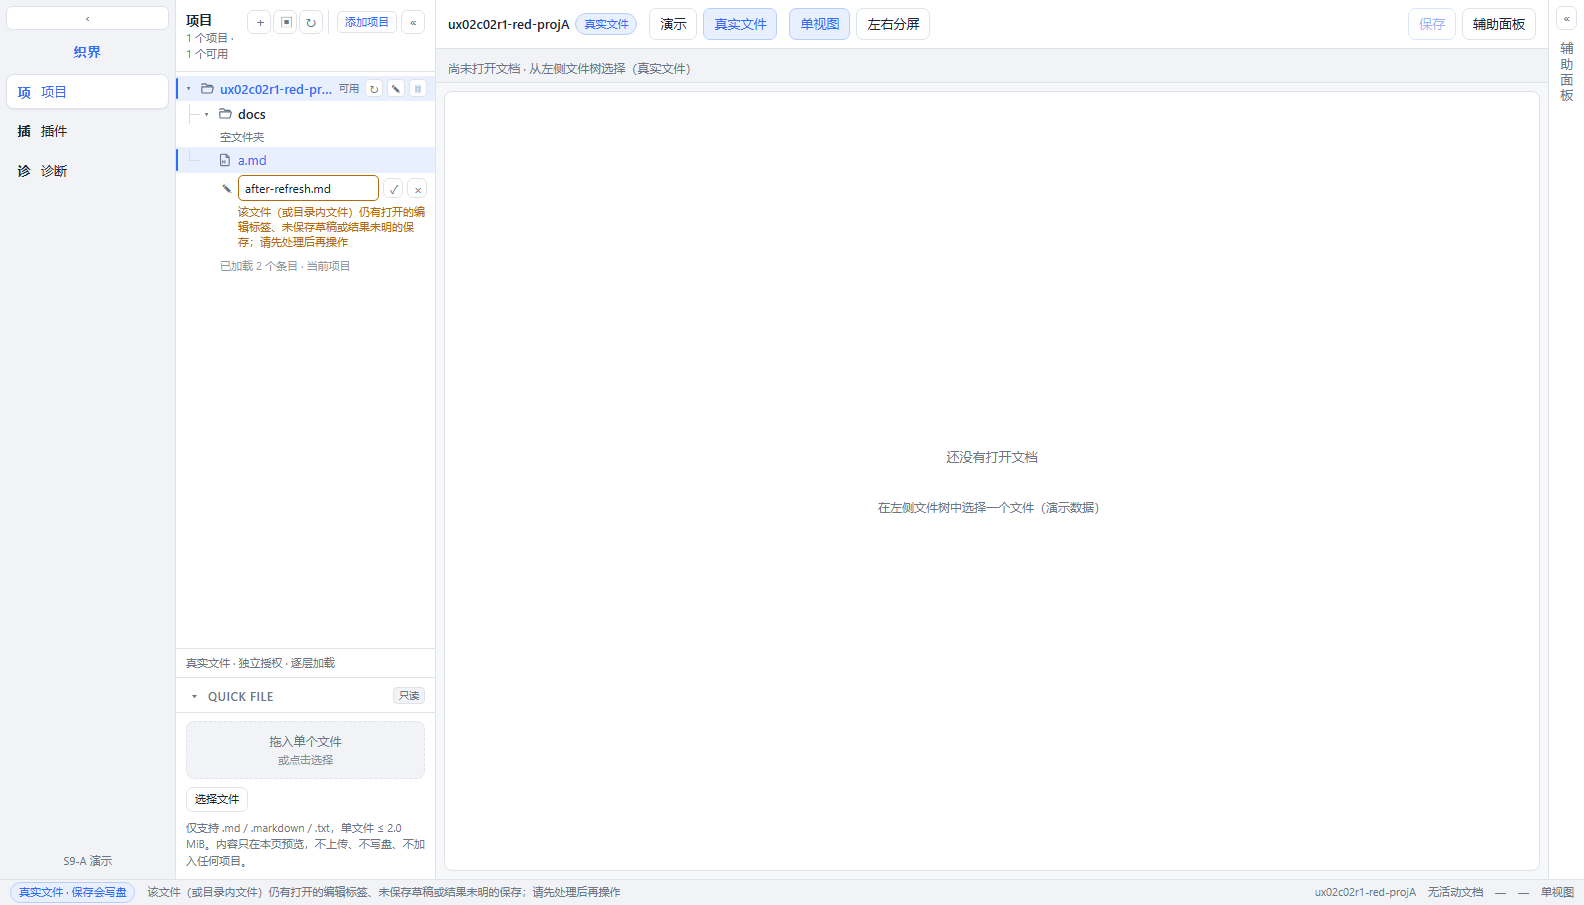 ‹
织界
项 项目
插 插件
诊 诊断
S9-A 演示
项目
1 个项目 ·
1 个可用
+
↻
添加项目
«
ux02c02r1-red-pr... 可用
docs
空文件夹
a.md
after-refresh.md
该文件（或目录内文件）仍有打开的编
辑标签、未保存草稿或结果未明的保
存；请先处理后再操作
已加载 2 个条目 · 当前项目
真实文件 · 独立授权 · 逐层加载
QUICK FILE 只读
拖入单个文件
或点击选择
选择文件
仅支持 .md / .markdown / .txt，单文件 ≤ 2.0
MiB。内容只在本页预览，不上传、不写盘、不加
入任何项目。
ux02c02r1-red-projA 真实文件 演示 真实文件 单视图 左右分屏 保存 辅助面板
尚未打开文档 · 从左侧文件树选择（真实文件）
还没有打开文档
在左侧文件树中选择一个文件（演示数据）
«
辅
助
面
板
真实文件 · 保存会写盘 该文件（或目录内文件）仍有打开的编辑标签、未保存草稿或结果未明的保存；请先处理后再操作
ux02c02r1-red-projA 无活动文档 — — 单视图